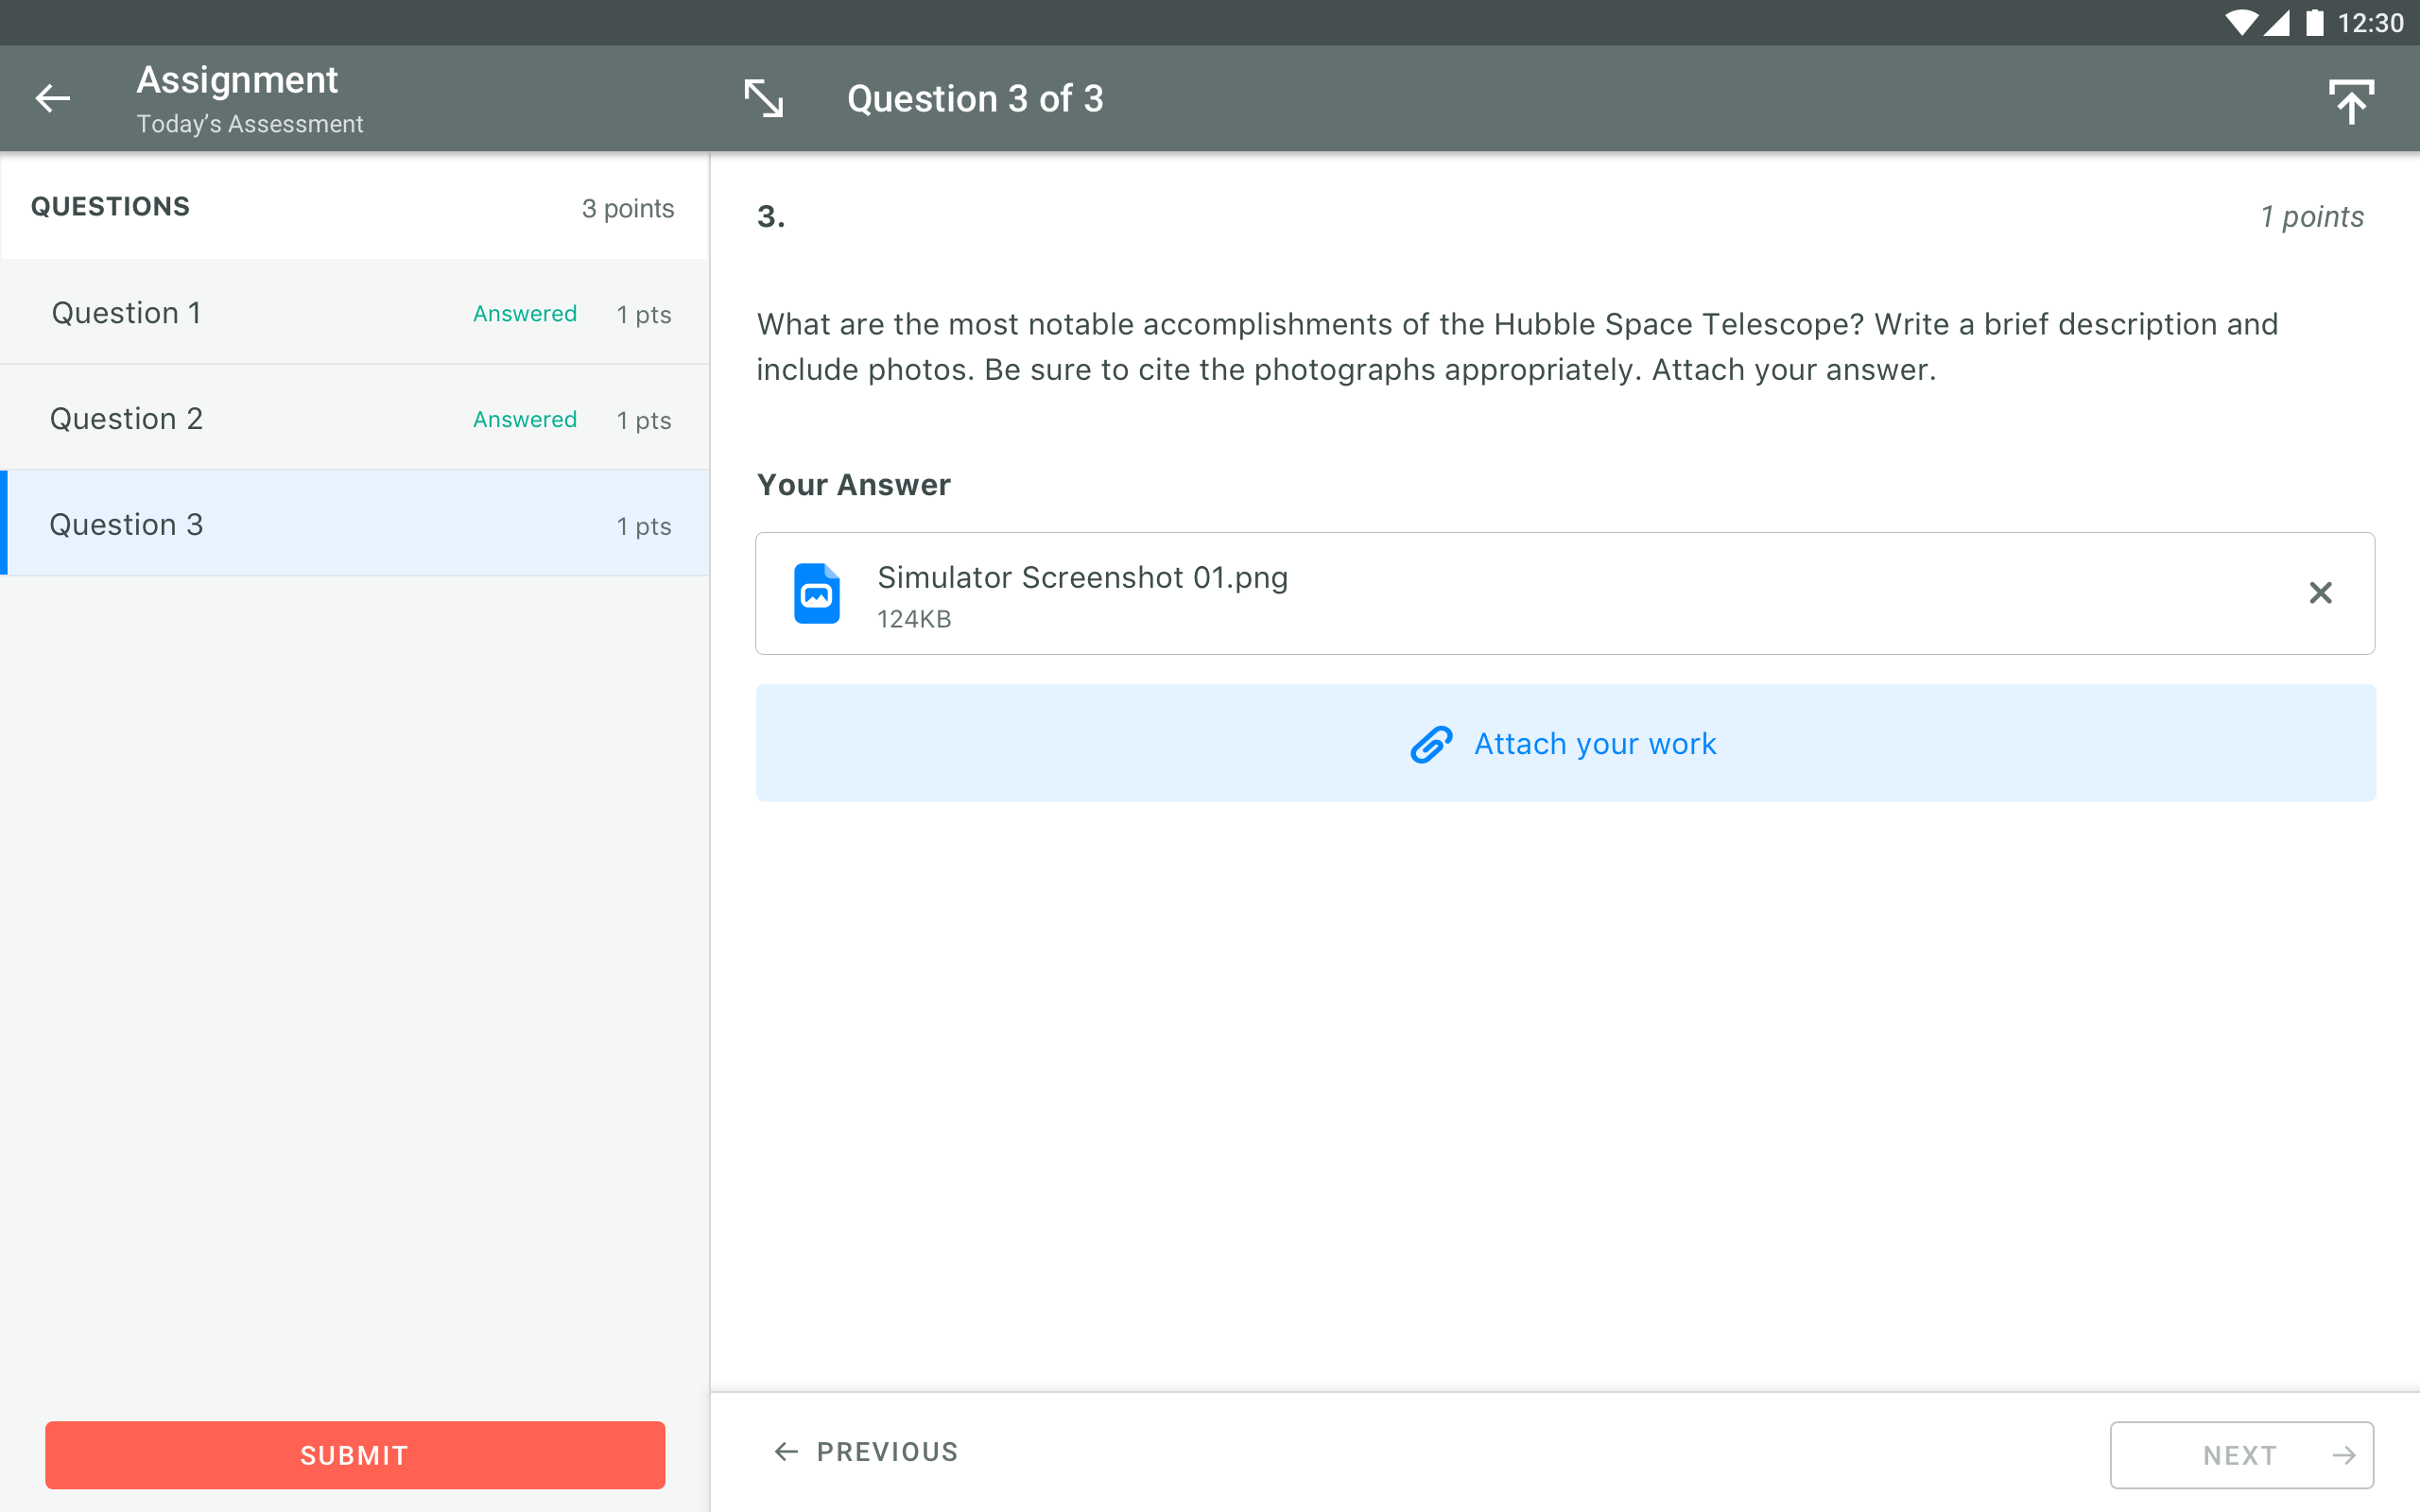 12:30
Assignment
Today’s Assessment
Question 3 of 3
QUESTIONS
3 points
Question 1
Answered
1 pts
Question 2
Answered
1 pts
Question 3
1 pts
3.
1 points
What are the most notable accomplishments of the Hubble Space Telescope? Write a brief description and
include photos. Be sure to cite the photographs appropriately. Attach your answer.
Your Answer
Simulator Screenshot 01.png
124KB
Attach your work
SUBMIT
PREVIOUS
NEXT